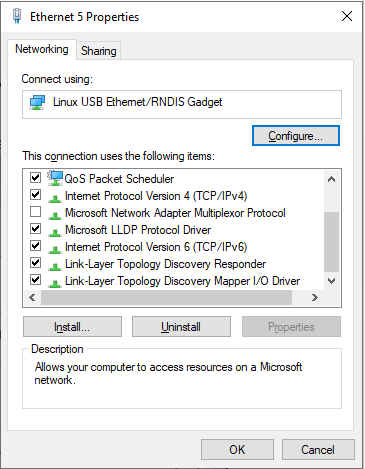 Ethernet 5 Properties
Networking
Sharing
Connect using:
Linux USB Ethernet/RNDIS Gadget
Configure...
This connection uses the following items:
QoS Packet Scheduler
Internet Protocol Version 4 (TCP/IPv4)
Microsoft Network Adapter Multiplexor Protocol
Microsoft LLDP Protocol Driver
Internet Protocol Version 6 (TCP/IPv6)
Link-Layer Topology Discovery Responder
Link-Layer Topology Discovery Mapper I/O Driver
Install...
Uninstall
Properties
Description
Allows your computer to access resources on a Microsoft
network.
OK
Cancel